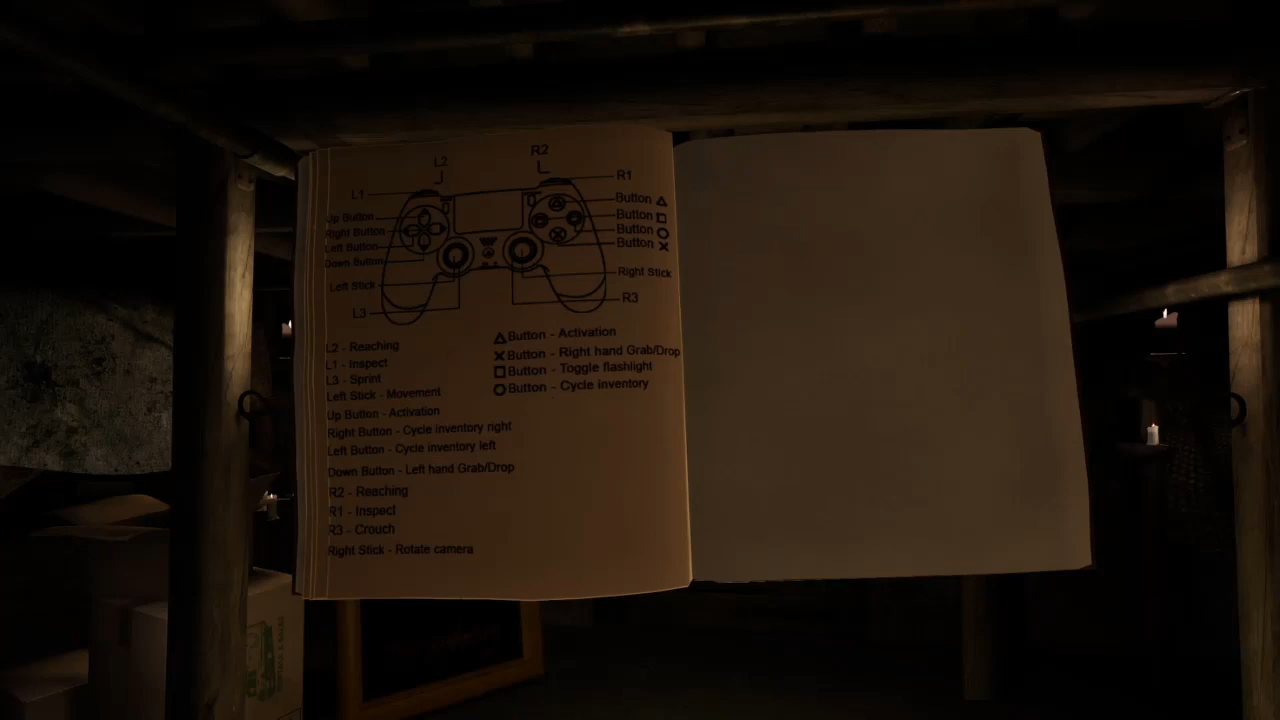 L2
R2
L1
R1
Up Button
Button △
Right Button
Button □
Left Button
Button ○
Down Button
Button ✕
Left Stick
Right Stick
L3
R3
L2 - Reaching
L1 - Inspect
L3 - Sprint
Left Stick - Movement
Up Button - Activation
Right Button - Cycle inventory right
Left Button - Cycle inventory left
Down Button - Left hand Grab/Drop
R2 - Reaching
R1 - Inspect
R3 - Crouch
Right Stick - Rotate camera
△ Button - Activation
✕ Button - Right hand Grab/Drop
□ Button - Toggle flashlight
○ Button - Cycle inventory